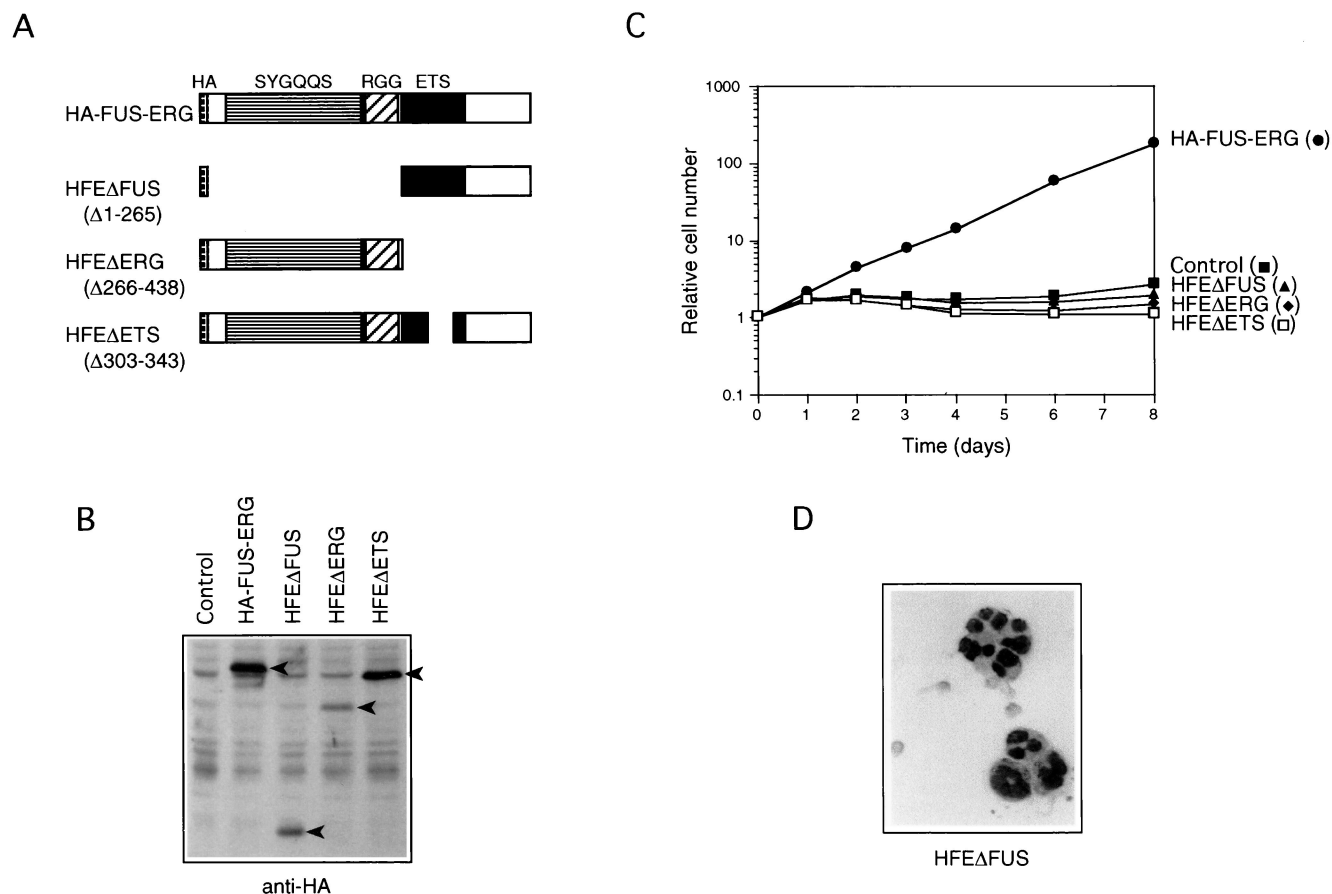 A
HA SYGQQS RGG ETS
HA-FUS-ERG
HFEΔFUS
(Δ1-265)
HFEΔERG
(Δ266-438)
HFEΔETS
(Δ303-343)
B
Control
HA-FUS-ERG
HFEΔFUS
HFEΔERG
HFEΔETS
anti-HA
C
Relative cell number
1000
100
10
1
0.1
0 1 2 3 4 6 7 8
Time (days)
HA-FUS-ERG (●)
Control (■)
HFEΔFUS (▲)
HFEΔERG (◆)
HFEΔETS (□)
D
HFEΔFUS